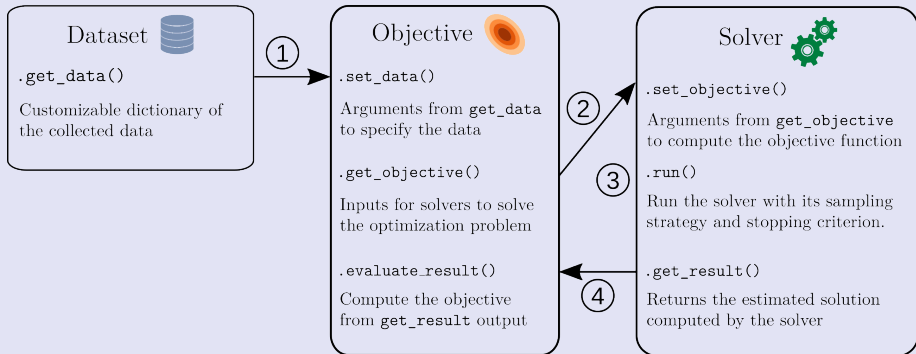 Dataset
.get_data()
Customizable dictionary of
the collected data
1
Objective
.set_data()
Arguments from get_data
to specify the data
.get_objective()
Inputs for solvers to solve
the optimization problem
.evaluate_result()
Compute the objective
from get_result output
2
3
4
Solver
.set_objective()
Arguments from get_objective
to compute the objective function
.run()
Run the solver with its sampling
strategy and stopping criterion.
.get_result()
Returns the estimated solution
computed by the solver